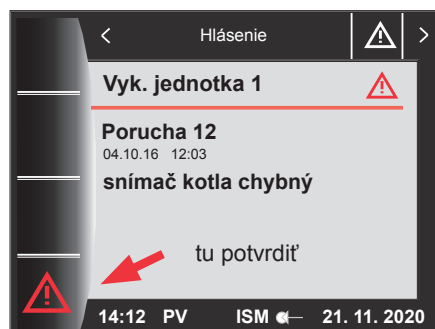 < Hlásenie >
Vyk. jednotka 1
Porucha 12
04.10.16 12:03
snímač kotla chybný
tu potvrdiť
14:12 PV ISM 21. 11. 2020